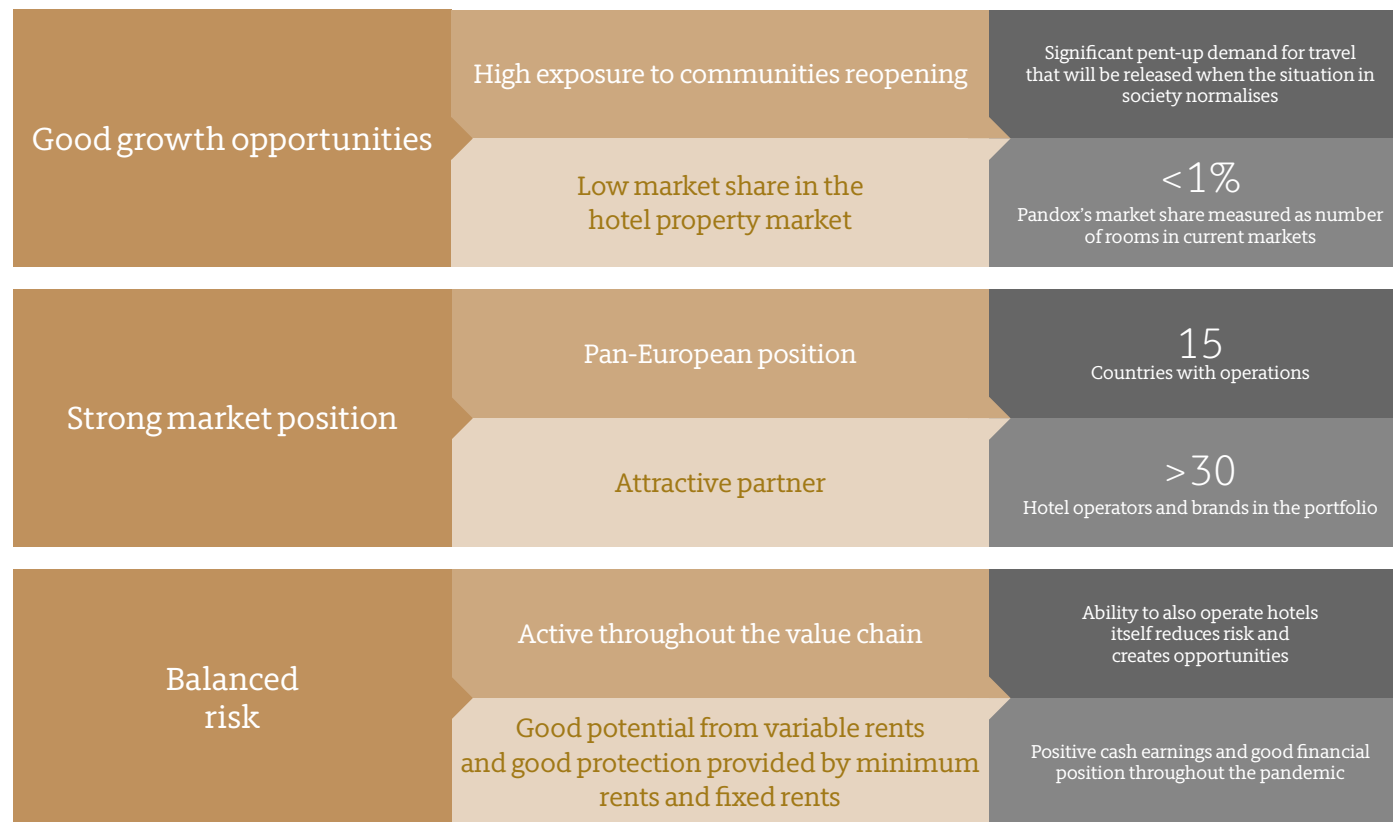 Good growth opportunities
High exposure to communities reopening
Significant pent-up demand for travel
that will be released when the situation in
society normalises
Low market share in the
hotel property market
<1%
Pandox’s market share measured as number
of rooms in current markets
Strong market position
Pan-European position
15
Countries with operations
Attractive partner
>30
Hotel operators and brands in the portfolio
Balanced
risk
Active throughout the value chain
Ability to also operate hotels
itself reduces risk and
creates opportunities
Good potential from variable rents
and good protection provided by minimum
rents and fixed rents
Positive cash earnings and good financial
position throughout the pandemic